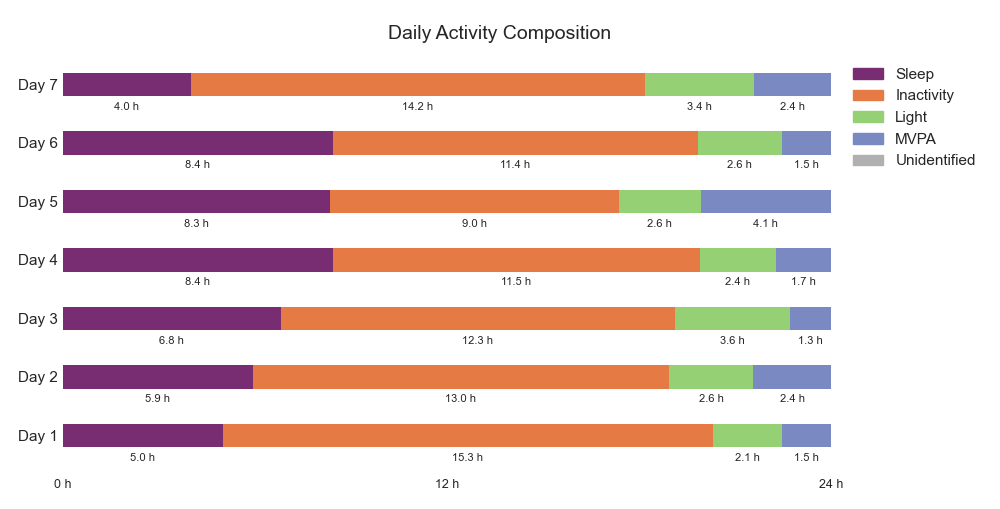 Daily Activity Composition
Day 7
4.0 h 14.2 h 3.4 h 2.4 h
Day 6
8.4 h 11.4 h 2.6 h 1.5 h
Day 5
8.3 h 9.0 h 2.6 h 4.1 h
Day 4
8.4 h 11.5 h 2.4 h 1.7 h
Day 3
6.8 h 12.3 h 3.6 h 1.3 h
Day 2
5.9 h 13.0 h 2.6 h 2.4 h
Day 1
5.0 h 15.3 h 2.1 h 1.5 h
0 h 12 h 24 h
Sleep
Inactivity
Light
MVPA
Unidentified